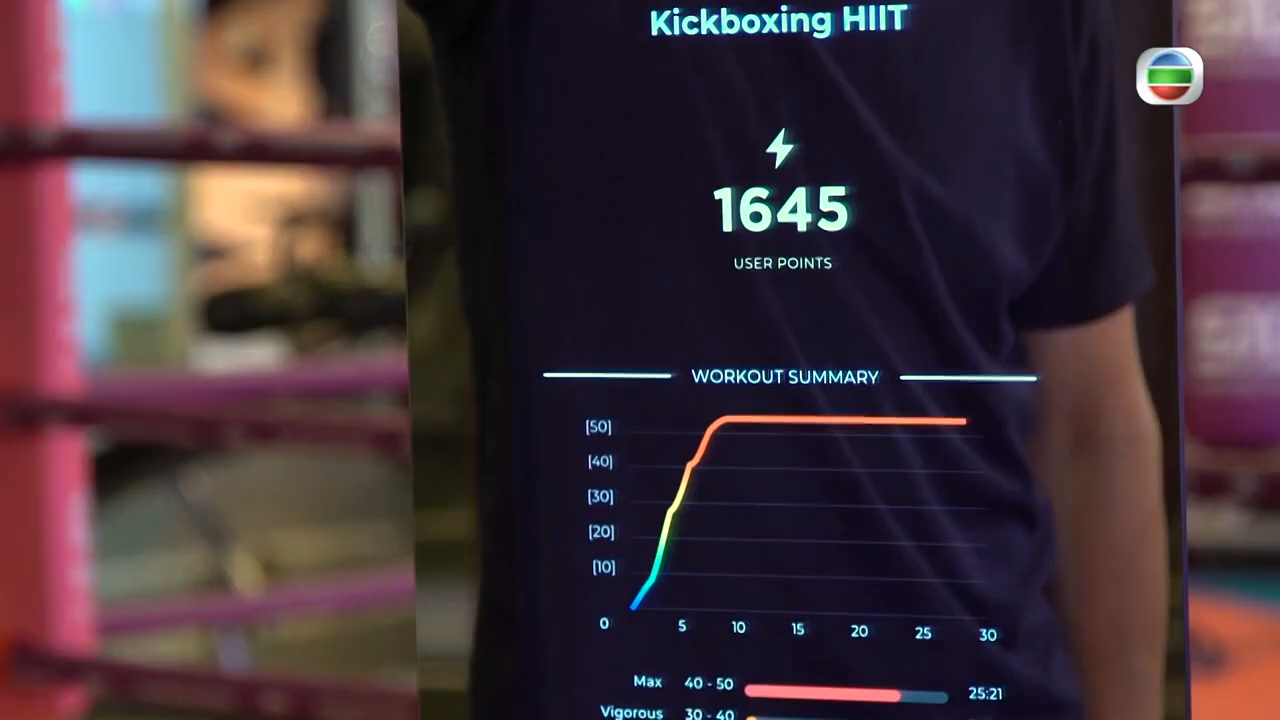 Kickboxing HIIT
1645
USER POINTS
WORKOUT SUMMARY
[50]
[40]
[30]
[20]
[10]
0 5 10 15 20 25 30
Max 40 - 50 25:21
Vigorous 30 - 40